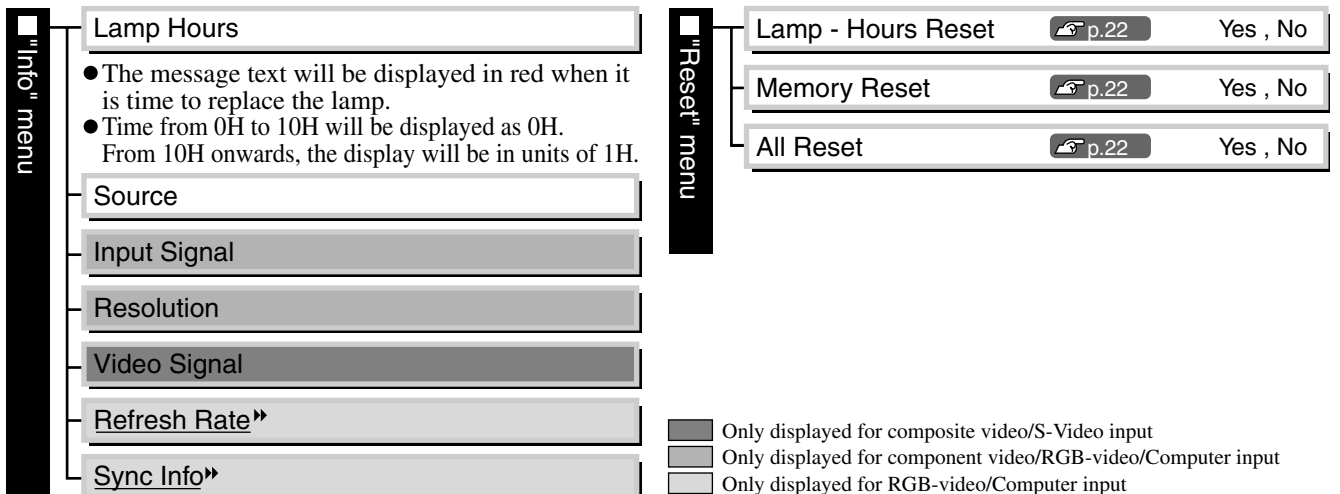 ■"Info" menu
Lamp Hours
●The message text will be displayed in red when it
is time to replace the lamp.
●Time from 0H to 10H will be displayed as 0H.
From 10H onwards, the display will be in units of 1H.
Source
Input Signal
Resolution
Video Signal
Refresh Rate
Sync Info
■"Reset" menu
Lamp - Hours Reset p.22 Yes , No
Memory Reset p.22 Yes , No
All Reset p.22 Yes , No
Only displayed for composite video/S-Video input
Only displayed for component video/RGB-video/Computer input
Only displayed for RGB-video/Computer input